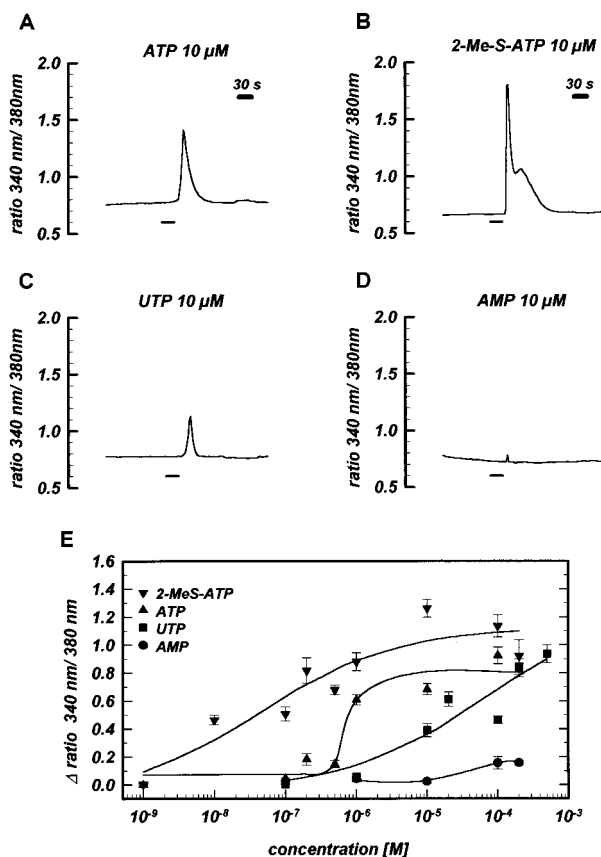 A
ATP 10 µM
ratio 340 nm/ 380nm
2.0
1.5
1.0
0.5
30 s
B
2-Me-S-ATP 10 µM
ratio 340 nm/ 380nm
2.0
1.5
1.0
0.5
30 s
C
UTP 10 µM
ratio 340 nm/ 380nm
2.0
1.5
1.0
0.5
D
AMP 10 µM
ratio 340 nm/ 380nm
2.0
1.5
1.0
0.5
E
Δ ratio 340 nm/ 380 nm
1.6
1.4
1.2
1.0
0.8
0.6
0.4
0.2
0.0
2-MeS-ATP
ATP
UTP
AMP
10⁻⁹ 10⁻⁸ 10⁻⁷ 10⁻⁶ 10⁻⁵ 10⁻⁴ 10⁻³
concentration [M]